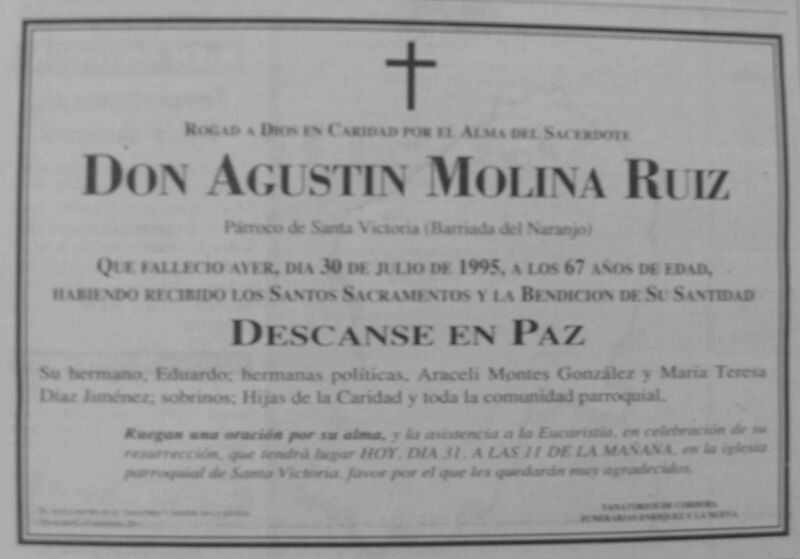 ROGAD A DIOS EN CARIDAD POR EL ALMA DEL SACERDOTE
DON AGUSTIN MOLINA RUIZ
Párroco de Santa Victoria (Barriada del Naranjo)
QUE FALLECIO AYER, DIA 30 DE JULIO DE 1995, A LOS 67 AÑOS DE EDAD,
HABIENDO RECIBIDO LOS SANTOS SACRAMENTOS Y LA BENDICION DE SU SANTIDAD
DESCANSE EN PAZ
Su hermano, Eduardo; hermanas políticas, Araceli Montes González y María Teresa
Díaz Jiménez; sobrinos; Hijas de la Caridad y toda la comunidad parroquial,
Ruegan una oración por su alma, y la asistencia a la Eucaristía, en celebración de su
resurrección, que tendrá lugar HOY, DIA 31, A LAS 11 DE LA MAÑANA, en la iglesia
parroquial de Santa Victoria, favor por el que les quedarán muy agradecidos.
TANATORIOS DE CORDOBA
FUNERARIAS ENRIQUEZ Y LA NUEVA